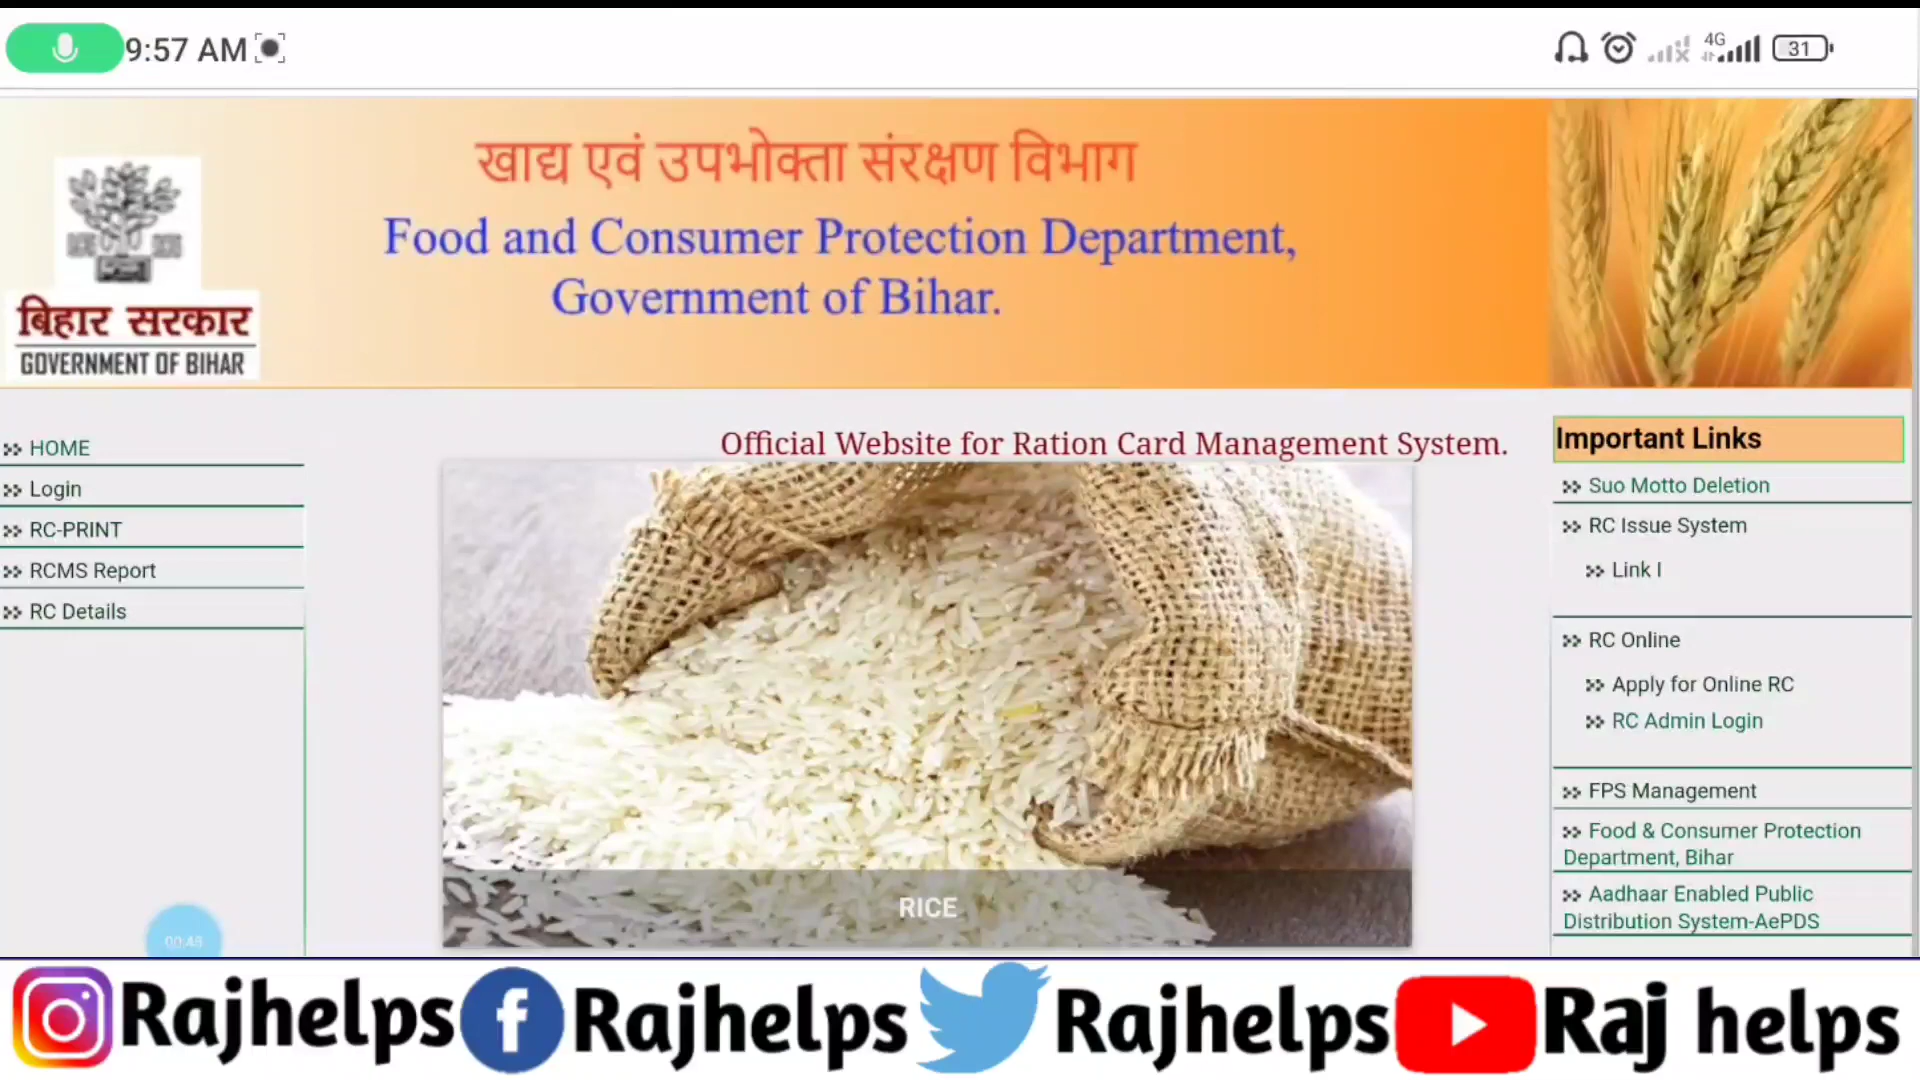 9:57 AM
4G
31
खाद्य एवं उपभोक्ता संरक्षण विभाग
Food and Consumer Protection Department,
Government of Bihar.
बिहार सरकार
GOVERNMENT OF BIHAR
HOME
Login
RC-PRINT
RCMS Report
RC Details
Official Website for Ration Card Management System.
RICE
Important Links
Suo Motto Deletion
RC Issue System
Link I
RC Online
Apply for Online RC
RC Admin Login
FPS Management
Food & Consumer Protection
Department, Bihar
Aadhaar Enabled Public
Distribution System-AePDS
Rajhelps Rajhelps Rajhelps Raj helps